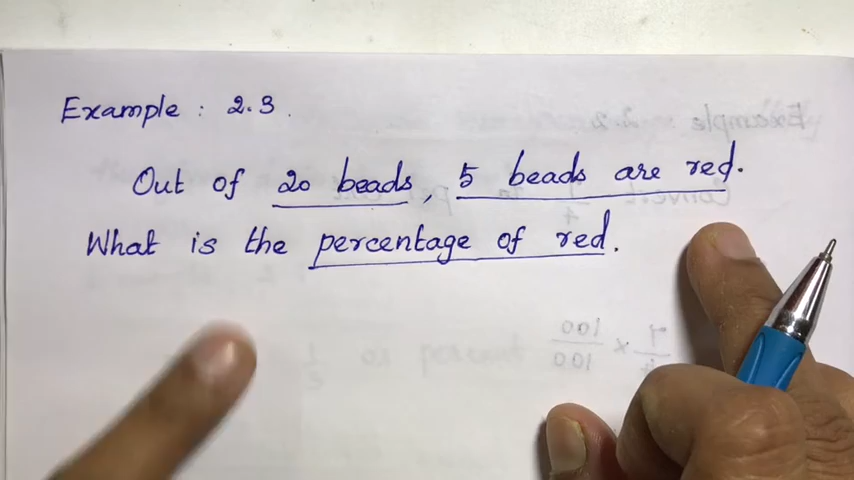 Example : 2.3.
Out of 20 beads, 5 beads are red.
What is the percentage of red.